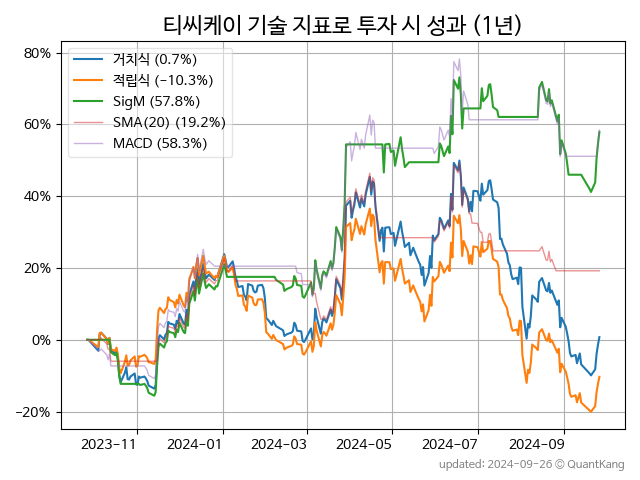 티씨케이 기술 지표로 투자 시 성과 (1년)
80%
60%
40%
20%
0%
−20%
거치식 (0.7%)
적립식 (−10.3%)
SigM (57.8%)
SMA(20) (19.2%)
MACD (58.3%)
2023-11
2024-01
2024-03
2024-05
2024-07
2024-09
updated: 2024-09-26 © QuantKang